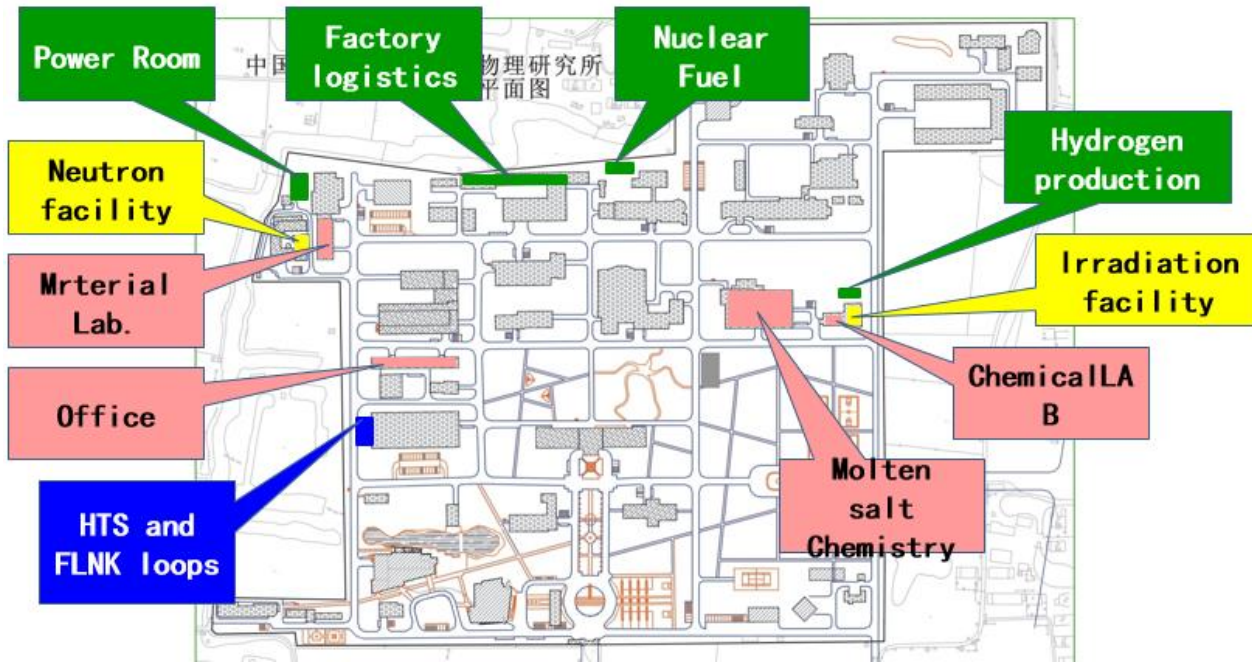 Power Room
Factory
logistics
Nuclear
Fuel
中国
物理研究所
平面图
Hydrogen
production
Neutron
facility
Irradiation
facility
Mrterial
Lab.
ChemicalLA
B
Office
Molten
salt
Chemistry
HTS and
FLNK loops